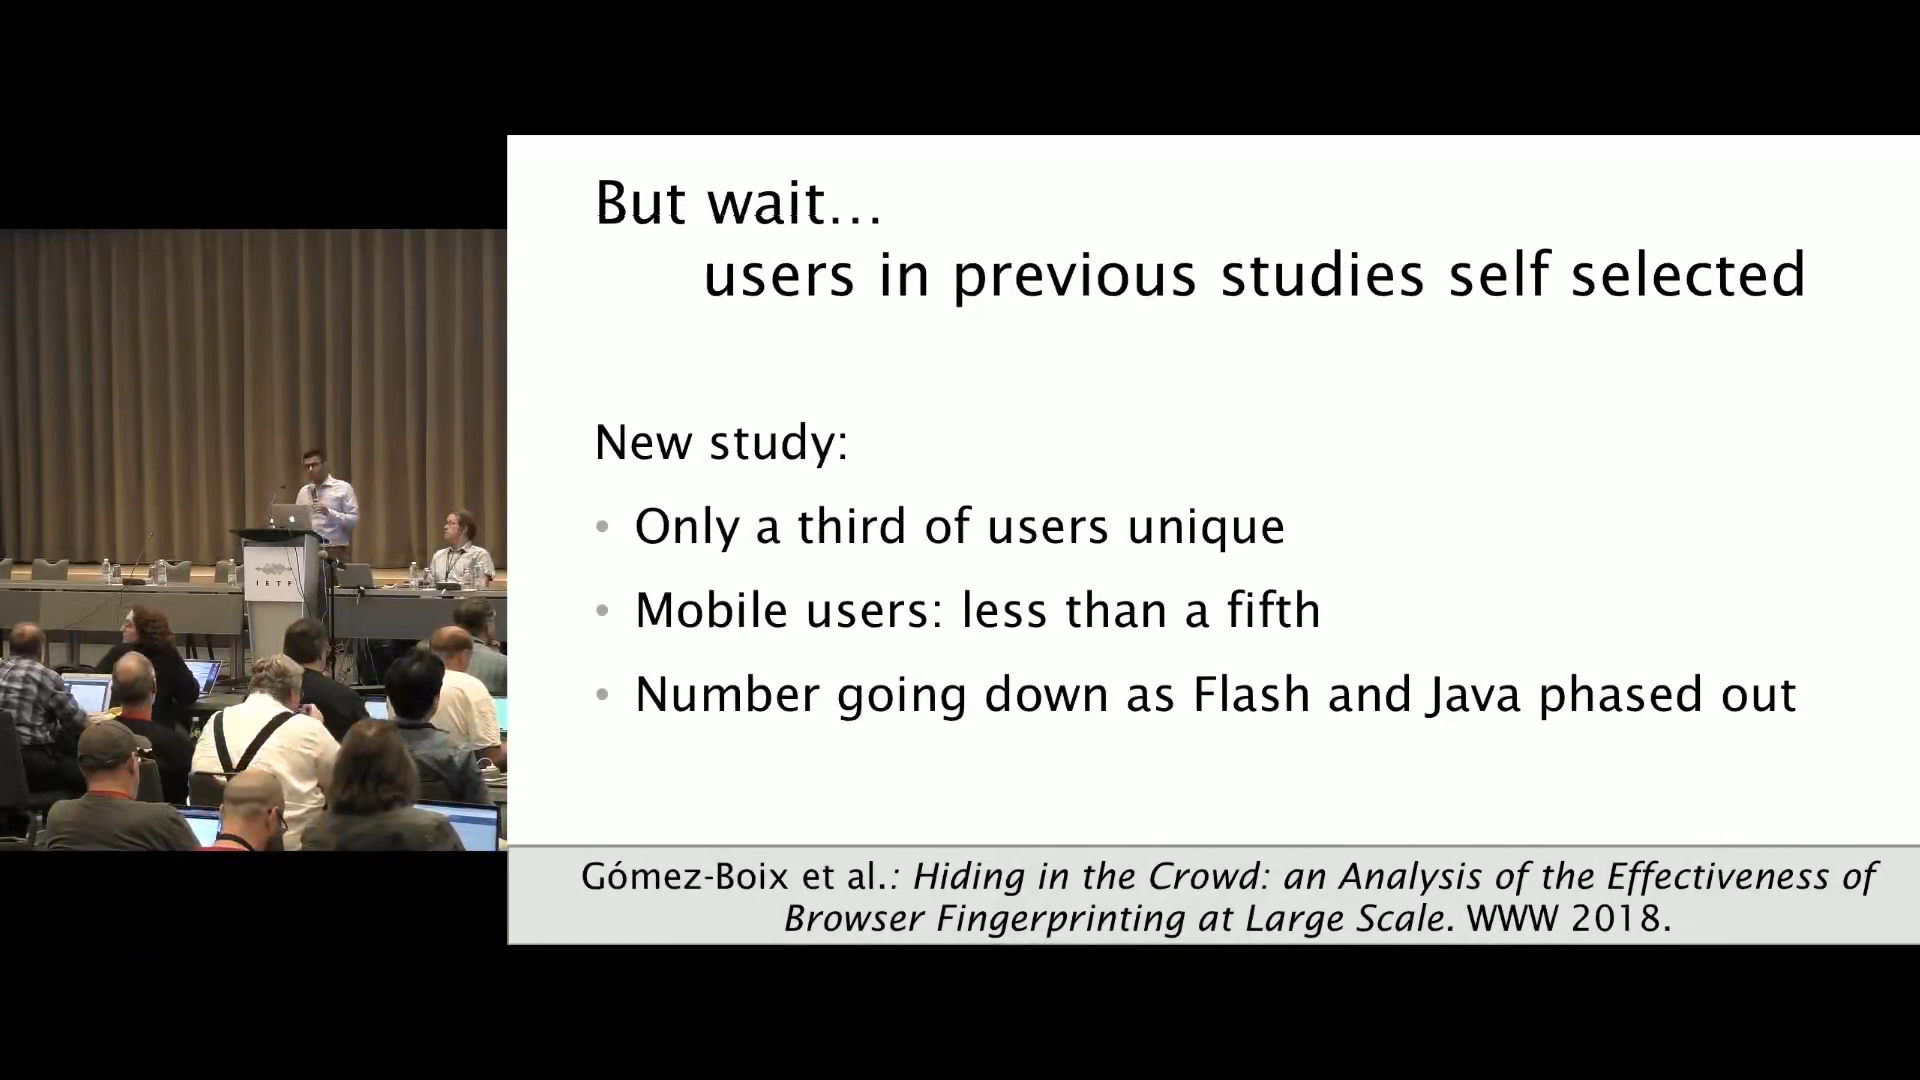 But wait…
users in previous studies self selected
New study:
• Only a third of users unique
• Mobile users: less than a fifth
• Number going down as Flash and Java phased out
Gómez-Boix et al.: Hiding in the Crowd: an Analysis of the Effectiveness of
Browser Fingerprinting at Large Scale. WWW 2018.
IETF